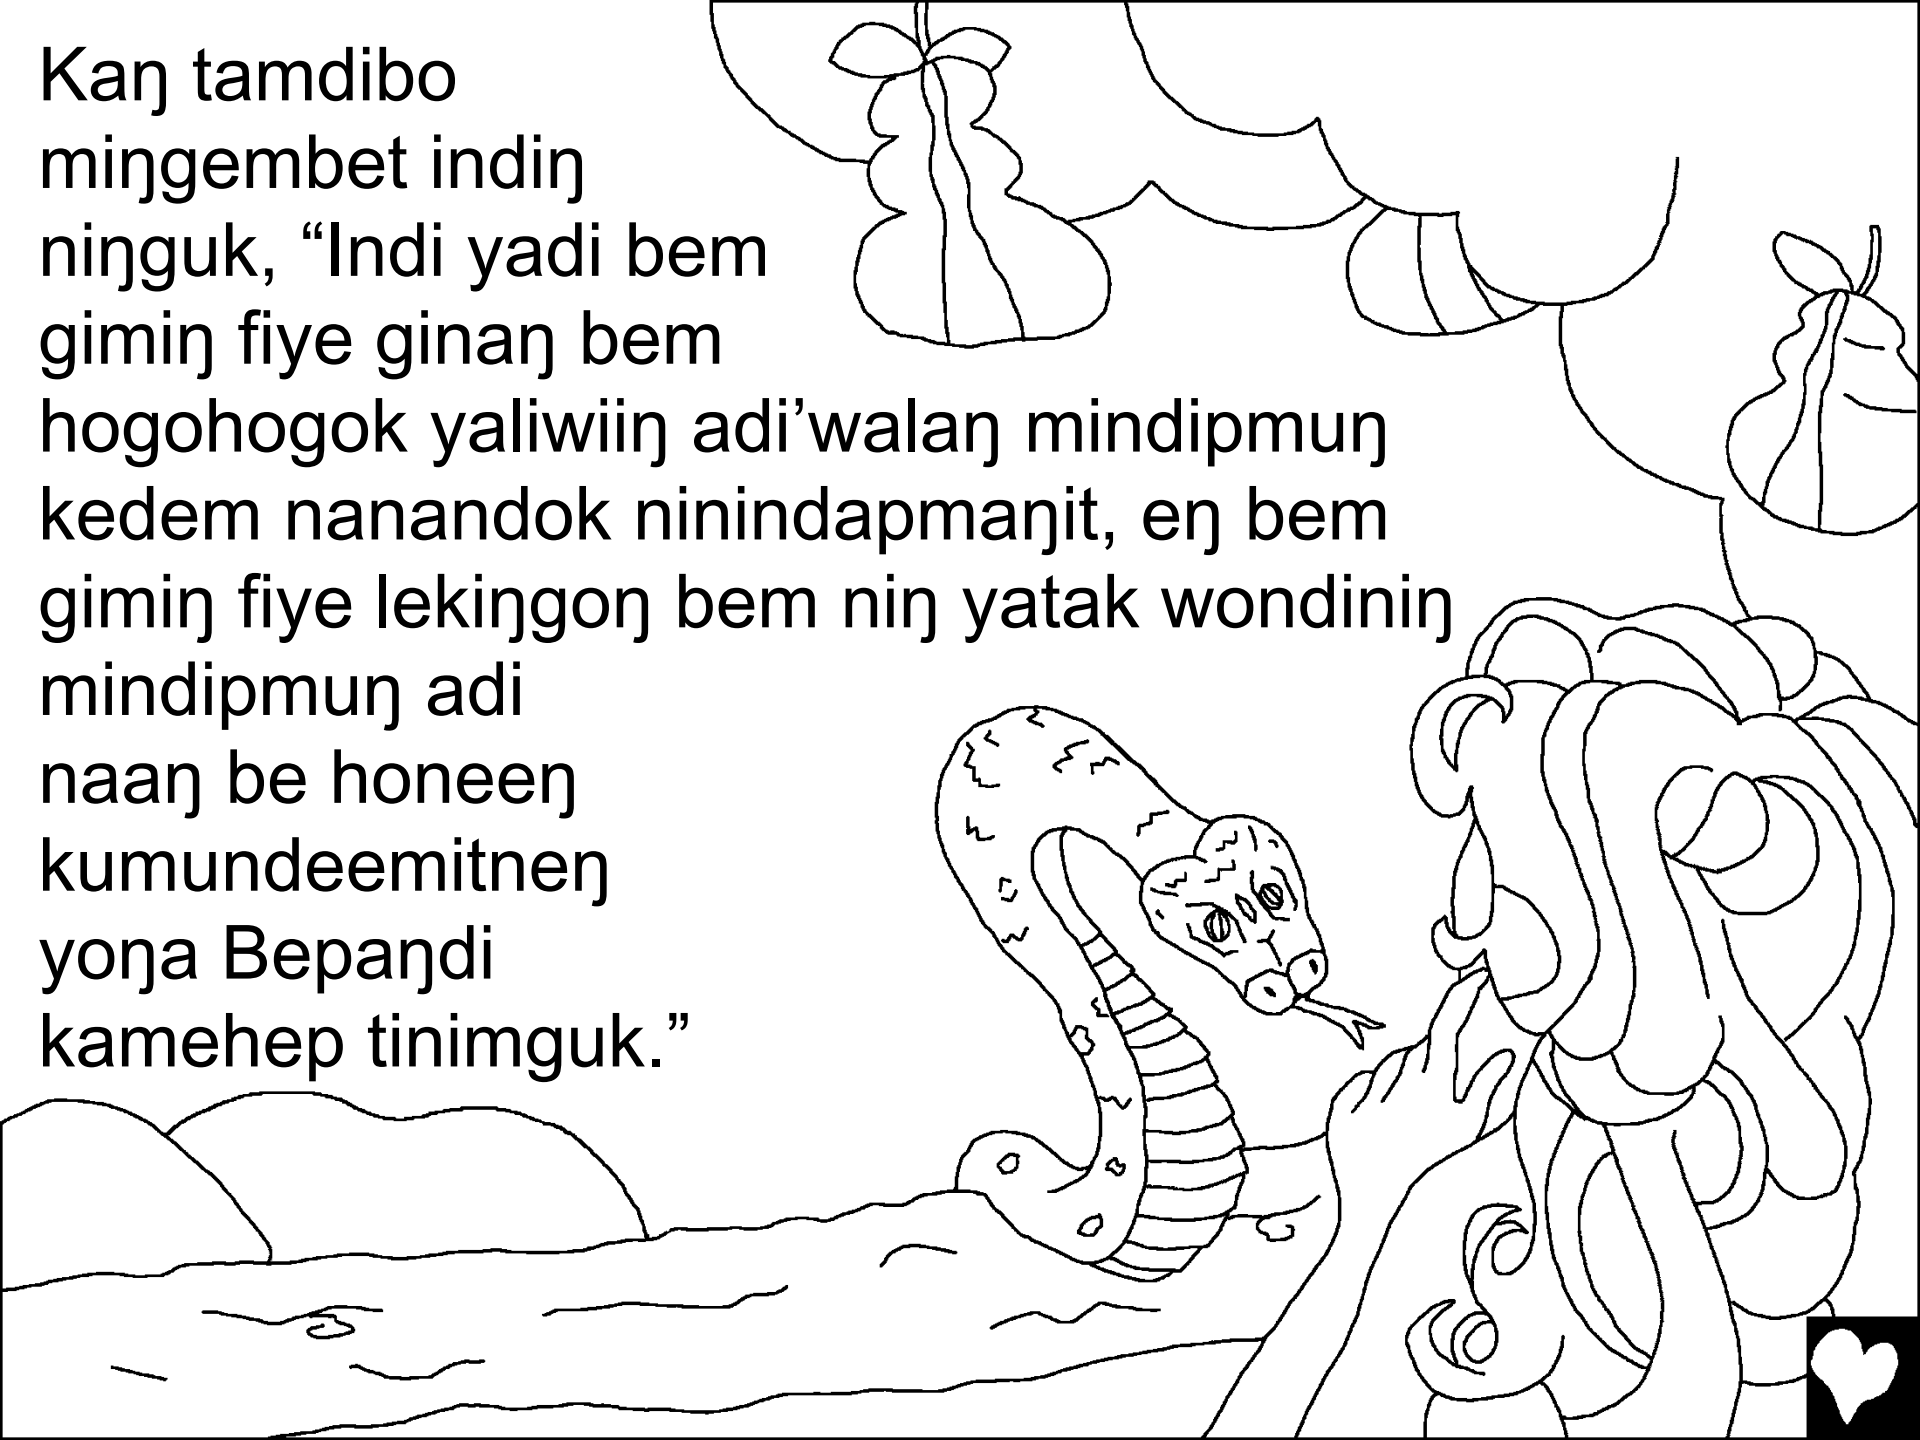 Kaŋ tamdibo
miŋgembet indiŋ
niŋguk, “Indi yadi bem
gimiŋ fiye ginaŋ bem
hogohogok yaliwiiŋ adi’walaŋ mindipmuŋ
kedem nanandok ninindapmaŋit, eŋ bem
gimiŋ fiye lekiŋgoŋ bem niŋ yatak wondiniŋ
mindipmuŋ adi
naaŋ be honeeŋ
kumundeemitneŋ
yoŋa Bepaŋdi
kamehep tinimguk.”